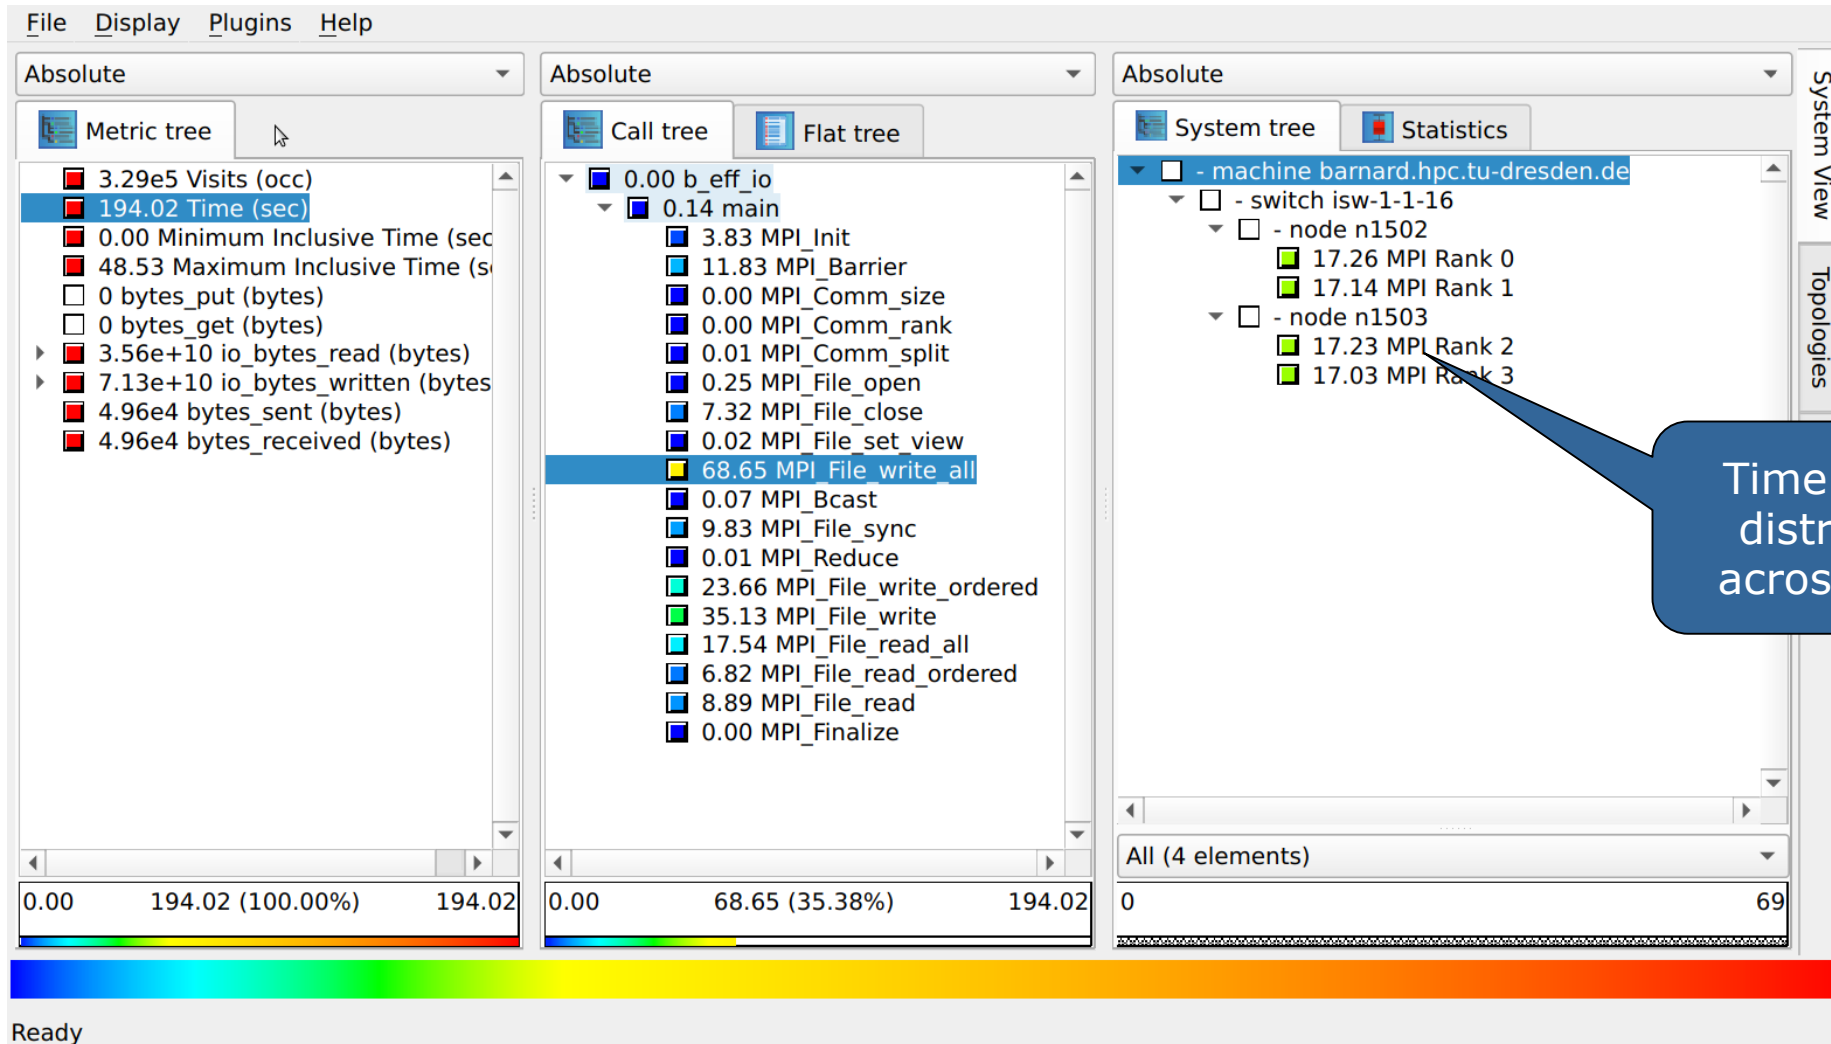 File Display Plugins Help
Absolute
Metric tree
3.29e5 Visits (occ)
194.02 Time (sec)
0.00 Minimum Inclusive Time (sec
48.53 Maximum Inclusive Time (s
0 bytes_put (bytes)
0 bytes_get (bytes)
3.56e+10 io_bytes_read (bytes)
7.13e+10 io_bytes_written (bytes
4.96e4 bytes_sent (bytes)
4.96e4 bytes_received (bytes)
0.00 194.02 (100.00%) 194.02
Absolute
Call tree Flat tree
0.00 b_eff_io
0.14 main
3.83 MPI_Init
11.83 MPI_Barrier
0.00 MPI_Comm_size
0.00 MPI_Comm_rank
0.01 MPI_Comm_split
0.25 MPI_File_open
7.32 MPI_File_close
0.02 MPI_File_set_view
68.65 MPI_File_write_all
0.07 MPI_Bcast
9.83 MPI_File_sync
0.01 MPI_Reduce
23.66 MPI_File_write_ordered
35.13 MPI_File_write
17.54 MPI_File_read_all
6.82 MPI_File_read_ordered
8.89 MPI_File_read
0.00 MPI_Finalize
0.00 68.65 (35.38%) 194.02
Absolute
System tree Statistics
- machine barnard.hpc.tu-dresden.de
- switch isw-1-1-16
- node n1502
17.26 MPI Rank 0
17.14 MPI Rank 1
- node n1503
17.23 MPI Rank 2
17.03 MPI Rank 3
Time
distr
acros
All (4 elements)
0 69
System View
Topologies
Ready